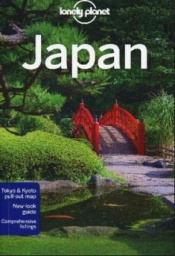 lonely planet
Japan
Tokyo & Kyoto
pull-out map
New-look
guide
Comprehensive
listings